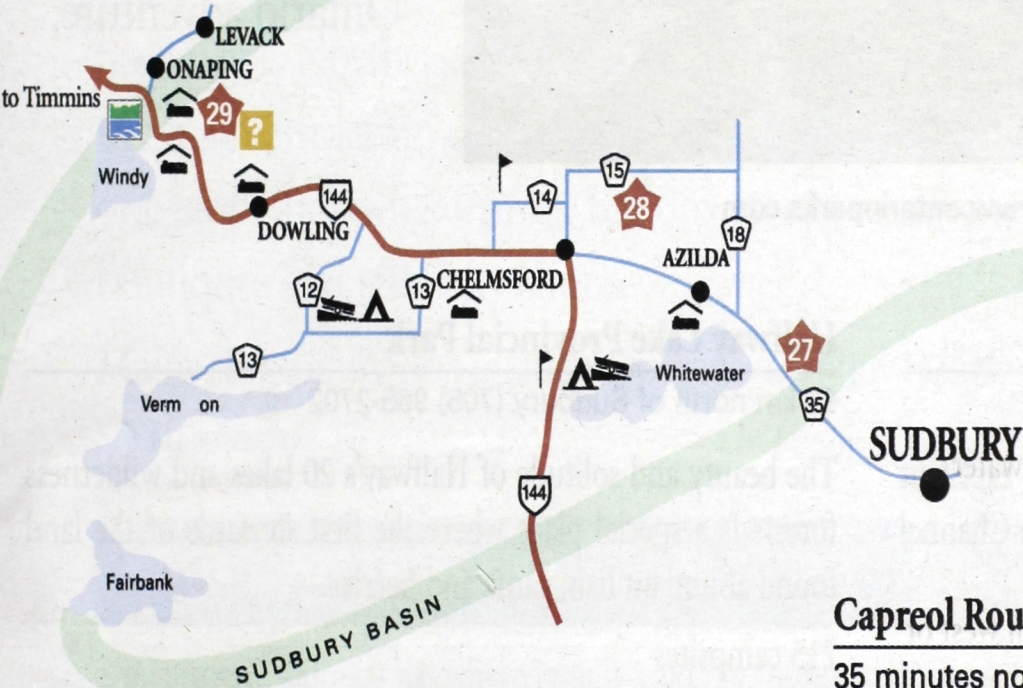 LEVACK
ONAPING
to Timmins
29
?
Windy
144
DOWLING
15
14
28
18
AZILDA
CHELMSFORD
12
13
13
27
Whitewater
35
Verm on
SUDBURY
144
Fairbank
SUDBURY BASIN
Capreol Rou
35 minutes no